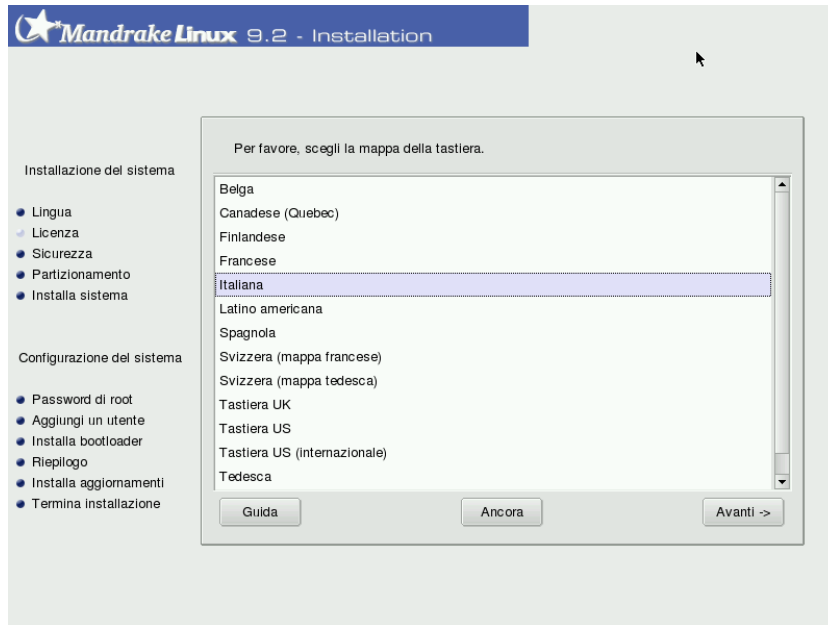 MandrakeLinux 9.2 - Installation
Installazione del sistema
Lingua
Licenza
Sicurezza
Partizionamento
Installa sistema
Configurazione del sistema
Password di root
Aggiungi un utente
Installa bootloader
Riepilogo
Installa aggiornamenti
Termina installazione
Per favore, scegli la mappa della tastiera.
Belga
Canadese (Quebec)
Finlandese
Francese
Italiana
Latino americana
Spagnola
Svizzera (mappa francese)
Svizzera (mappa tedesca)
Tastiera UK
Tastiera US
Tastiera US (internazionale)
Tedesca
Guida
Ancora
Avanti ->